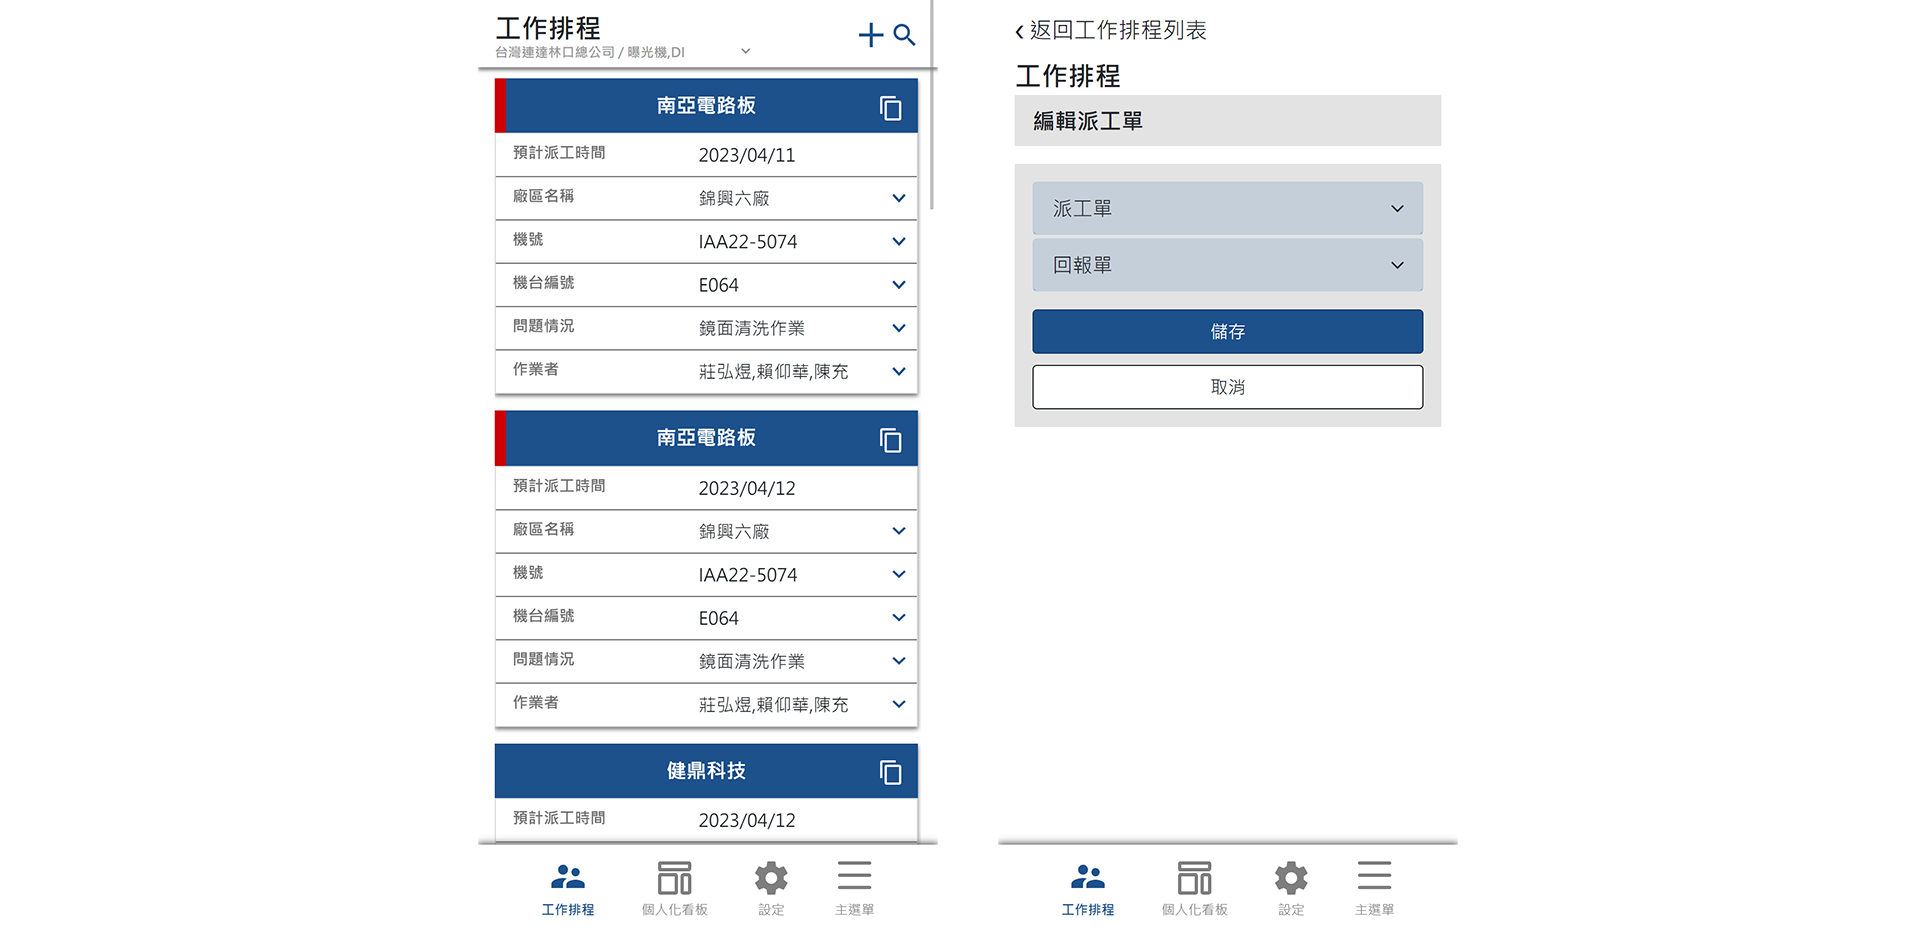 工作排程
台灣連達林口總公司 / 曝光機,DI
南亞電路板
預計派工時間 2023/04/11
廠區名稱 錦興六廠
機號 IAA22-5074
機台編號 E064
問題情況 鏡面清洗作業
作業者 莊弘煜,賴仰華,陳充
南亞電路板
預計派工時間 2023/04/12
廠區名稱 錦興六廠
機號 IAA22-5074
機台編號 E064
問題情況 鏡面清洗作業
作業者 莊弘煜,賴仰華,陳充
健鼎科技
預計派工時間 2023/04/12
工作排程 個人化看板 設定 主選單
返回工作排程列表
工作排程
編輯派工單
派工單
回報單
儲存
取消
工作排程 個人化看板 設定 主選單